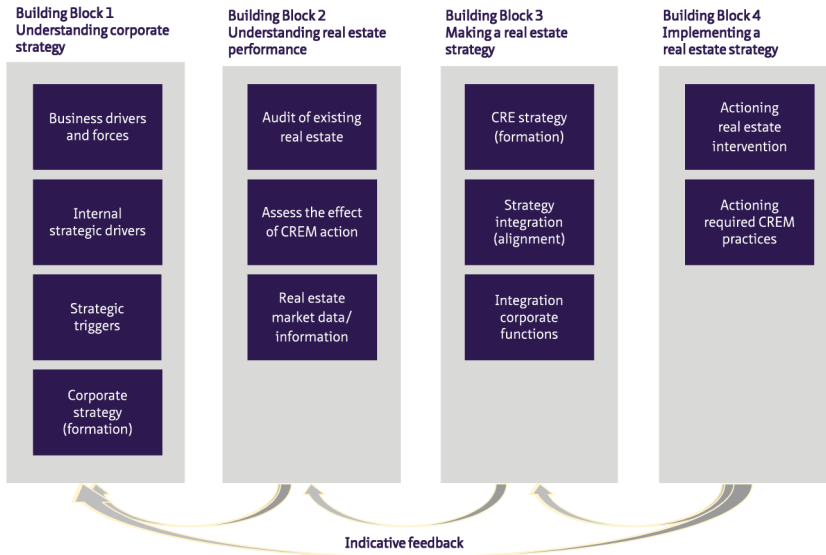 Building Block 1
Understanding corporate
strategy
Business drivers
and forces
Internal
strategic drivers
Strategic
triggers
Corporate
strategy
(formation)
Building Block 2
Understanding real estate
performance
Audit of existing
real estate
Assess the effect
of CREM action
Real estate
market data/
information
Building Block 3
Making a real estate
strategy
CRE strategy
(formation)
Strategy
integration
(alignment)
Integration
corporate
functions
Building Block 4
Implementing a
real estate strategy
Actioning
real estate
intervention
Actioning
required CREM
practices
Indicative feedback